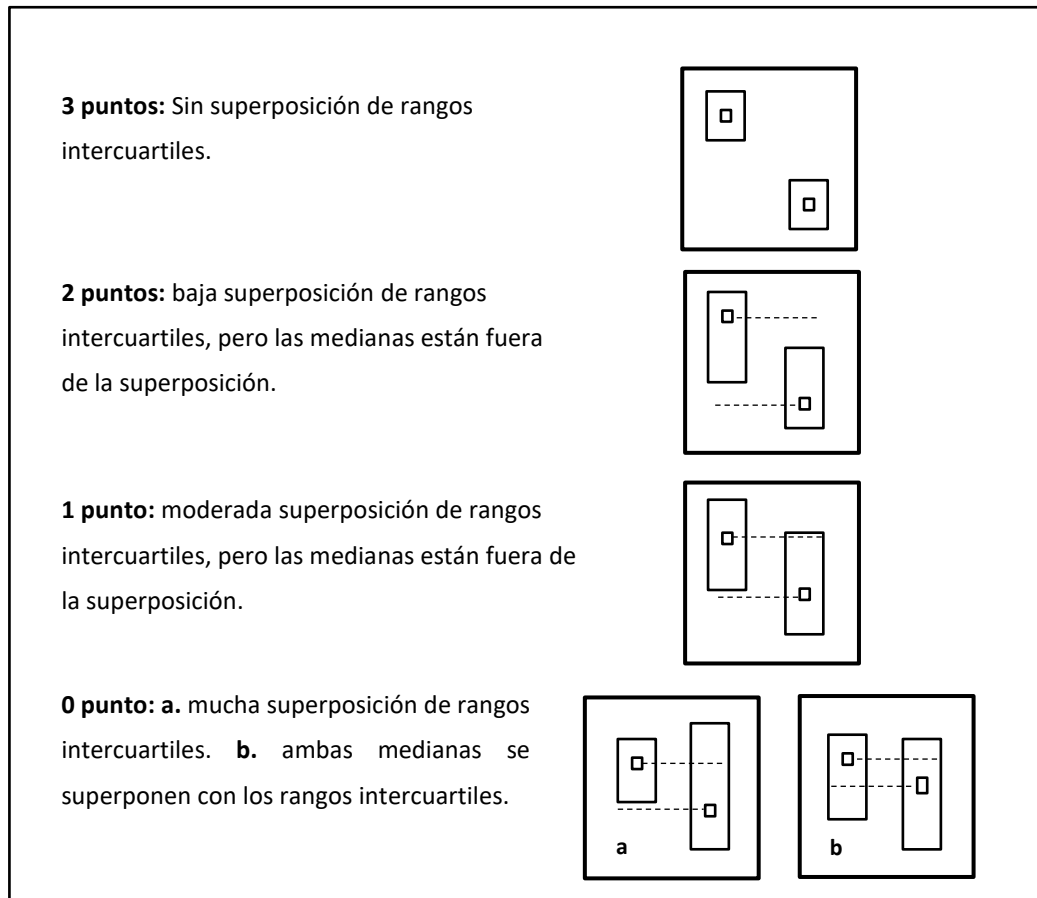 3 puntos: Sin superposición de rangos
intercuartiles.
2 puntos: baja superposición de rangos
intercuartiles, pero las medianas están fuera
de la superposición.
1 punto: moderada superposición de rangos
intercuartiles, pero las medianas están fuera de
la superposición.
0 punto: a. mucha superposición de rangos
intercuartiles. b. ambas medianas se
superponen con los rangos intercuartiles.
a
b